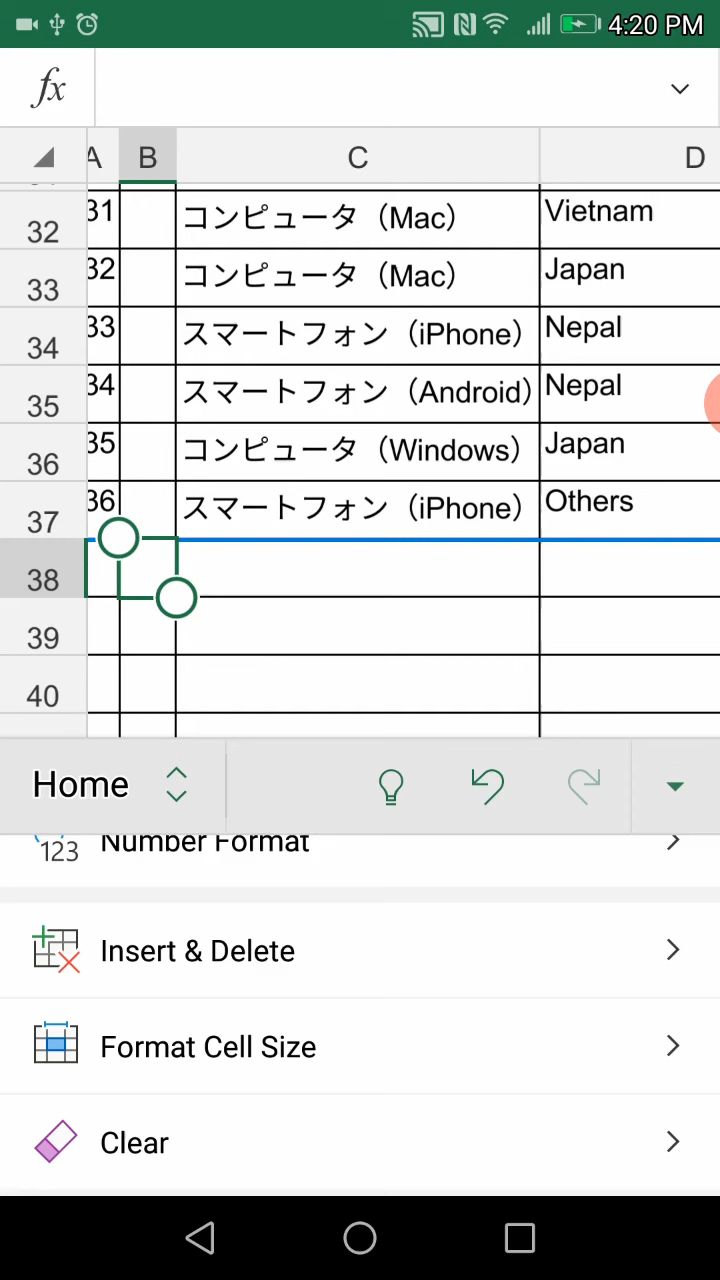 4:20 PM
fx
A B C D
32 31 コンピュータ（Mac） Vietnam
33 32 コンピュータ（Mac） Japan
34 33 スマートフォン（iPhone） Nepal
35 34 スマートフォン（Android） Nepal
36 35 コンピュータ（Windows） Japan
37 36 スマートフォン（iPhone） Others
38
39
40
Home
123 Number Format
Insert & Delete
Format Cell Size
Clear